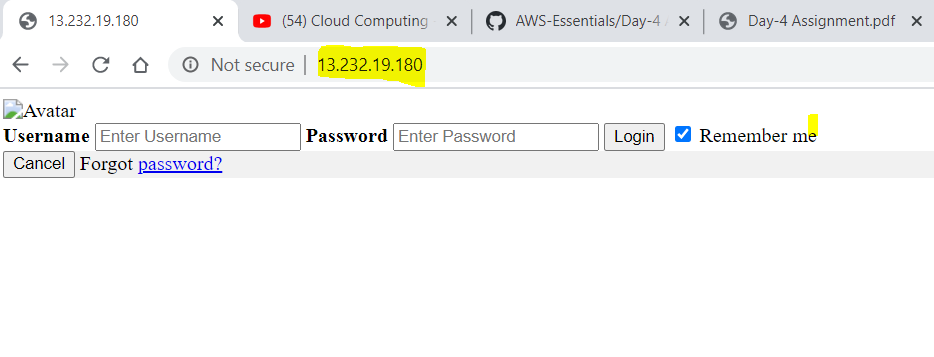 13.232.19.180
(54) Cloud Computing
AWS-Essentials/Day-4
Day-4 Assignment.pdf
Not secure | 13.232.19.180
Avatar
Username Enter Username Password Enter Password Login Remember me
Cancel Forgot password?